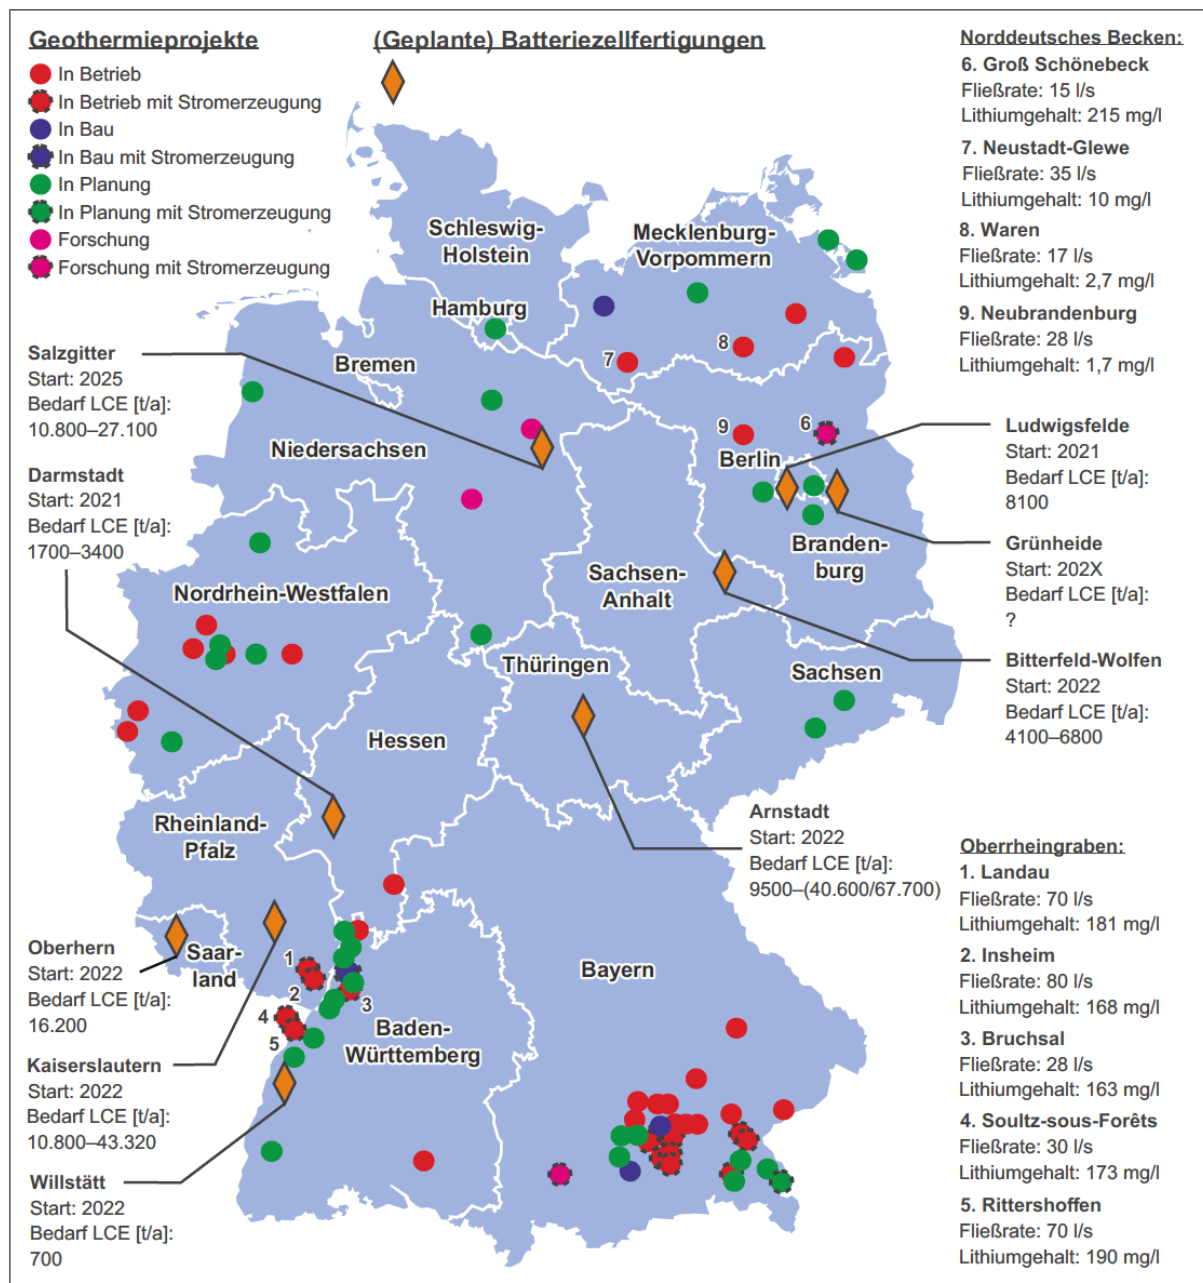 Geothermieprojekte
In Betrieb
In Betrieb mit Stromerzeugung
In Bau
In Bau mit Stromerzeugung
In Planung
In Planung mit Stromerzeugung
Forschung
Forschung mit Stromerzeugung
(Geplante) Batteriezellfertigungen
Norddeutsches Becken:
6. Groß Schönebeck
Fließrate: 15 l/s
Lithiumgehalt: 215 mg/l
7. Neustadt-Glewe
Fließrate: 35 l/s
Lithiumgehalt: 10 mg/l
8. Waren
Fließrate: 17 l/s
Lithiumgehalt: 2,7 mg/l
9. Neubrandenburg
Fließrate: 28 l/s
Lithiumgehalt: 1,7 mg/l
Schleswig-
Holstein
Mecklenburg-
Vorpommern
Hamburg
Bremen
7
8
9
6
Niedersachsen
Berlin
Branden-
burg
Sachsen-
Anhalt
Nordrhein-Westfalen
Thüringen
Sachsen
Hessen
Rheinland-
Pfalz
Saar-
land
Bayern
Baden-
Württemberg
1
2
3
4
5
Salzgitter
Start: 2025
Bedarf LCE [t/a]:
10.800–27.100
Darmstadt
Start: 2021
Bedarf LCE [t/a]:
1700–3400
Ludwigsfelde
Start: 2021
Bedarf LCE [t/a]:
8100
Grünheide
Start: 202X
Bedarf LCE [t/a]:
?
Bitterfeld-Wolfen
Start: 2022
Bedarf LCE [t/a]:
4100–6800
Arnstadt
Start: 2022
Bedarf LCE [t/a]:
9500–(40.600/67.700)
Oberhern
Start: 2022
Bedarf LCE [t/a]:
16.200
Kaiserslautern
Start: 2022
Bedarf LCE [t/a]:
10.800–43.320
Willstätt
Start: 2022
Bedarf LCE [t/a]:
700
Oberrheingraben:
1. Landau
Fließrate: 70 l/s
Lithiumgehalt: 181 mg/l
2. Insheim
Fließrate: 80 l/s
Lithiumgehalt: 168 mg/l
3. Bruchsal
Fließrate: 28 l/s
Lithiumgehalt: 163 mg/l
4. Soultz-sous-Forêts
Fließrate: 30 l/s
Lithiumgehalt: 173 mg/l
5. Rittershoffen
Fließrate: 70 l/s
Lithiumgehalt: 190 mg/l